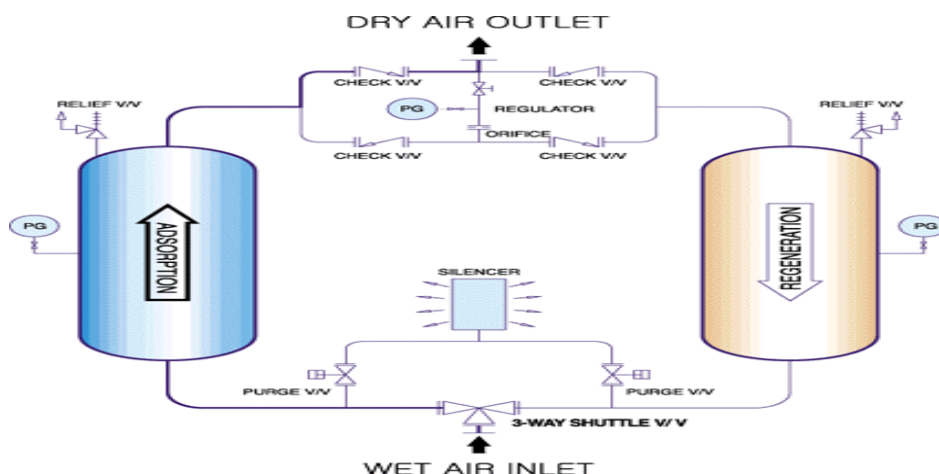 DRY AIR OUTLET
CHECK V/V
CHECK V/V
RELIEF V/V
PG
REGULATOR
RELIEF V/V
ORIFICE
CHECK V/V
CHECK V/V
PG
ADSORPTION
REGENERATION
PG
SILENCER
PURGE V/V
PURGE V/V
3-WAY SHUTTLE V/ V
WET AIR INLET